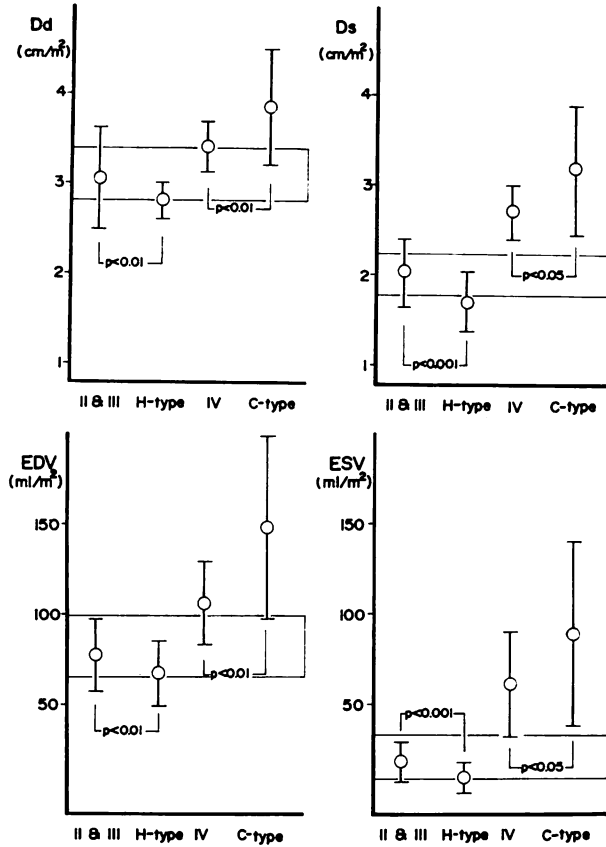 Dd
(cm/m²)
4
3
2
1
p<0.01
p<0.01
II & III H-type IV C-type
Ds
(cm/m²)
4
3
2
1
p<0.05
p<0.001
II & III H-type IV C-type
EDV
(ml/m²)
150
100
50
p<0.01
p<0.01
II & III H-type IV C-type
ESV
(ml/m²)
150
100
50
p<0.001
p<0.05
II & III H-type IV C-type